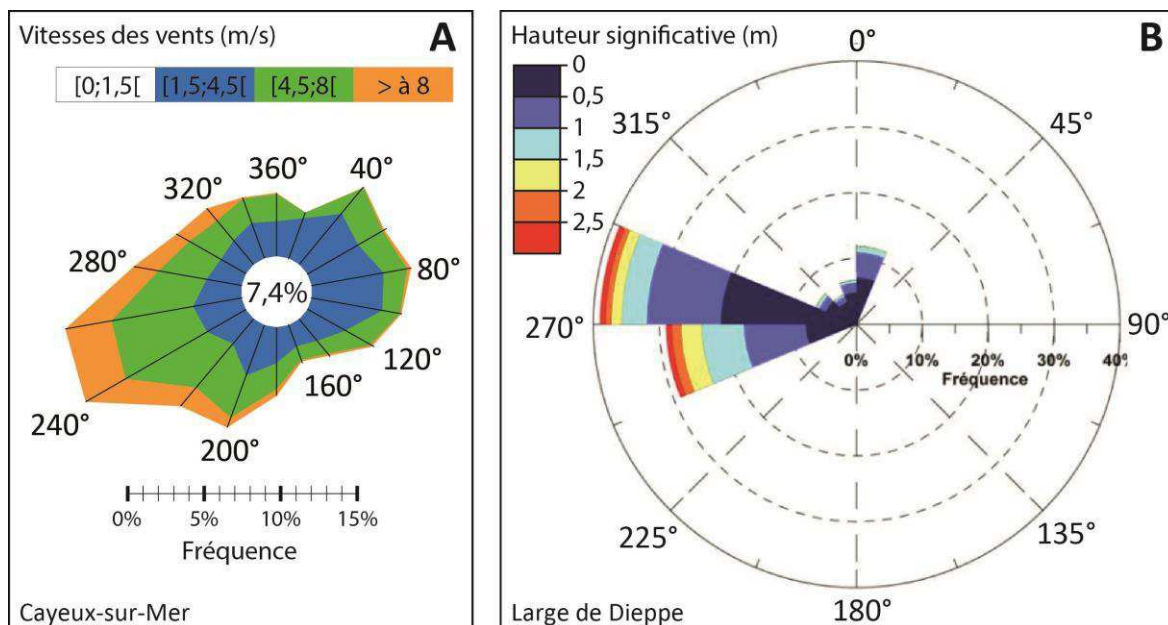 Vitesses des vents (m/s)
A
[0;1,5[ [1,5;4,5[ [4,5;8[ > à 8
360°
40°
320°
280°
80°
7,4%
120°
160°
240°
200°
0% 5% 10% 15%
Fréquence
Cayeux-sur-Mer
Hauteur significative (m)
B
0
0,5
1
1,5
2
2,5
0°
315°
45°
270°
90°
0% 10% 20% 30% 40%
Fréquence
225°
135°
180°
Large de Dieppe